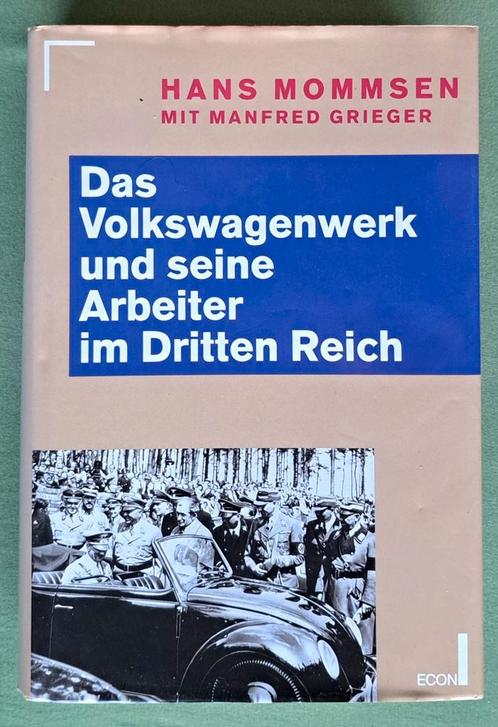 HANS MOMMSEN
MIT MANFRED GRIEGER
Das
Volkswagenwerk
und seine
Arbeiter
im Dritten Reich
ECON